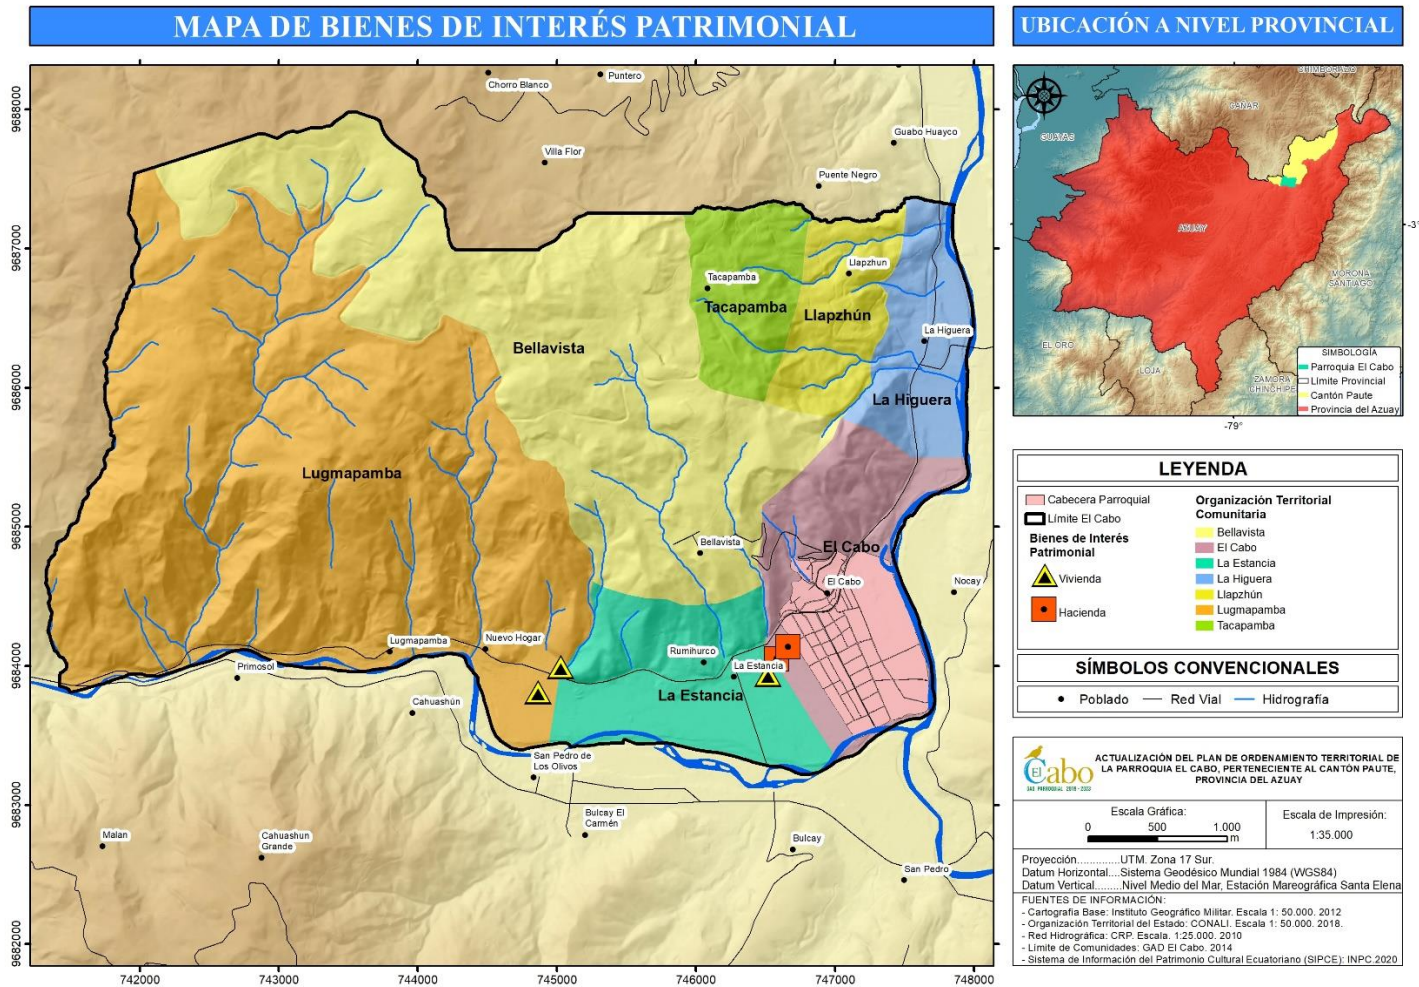 MAPA DE BIENES DE INTERÉS PATRIMONIAL
UBICACIÓN A NIVEL PROVINCIAL
9688000
9687000
9686000
9685000
9684000
9683000
9682000
742000
743000
744000
745000
746000
747000
748000
Chorro Blanco
Puntero
Villa Flor
Guabo Huayco
Puente Negro
Llapzhun
Tacapamba
Tacapamba
Llapzhún
La Higuera
Bellavista
La Higuera
Lugmapamba
Bellavista
El Cabo
El Cabo
Nocay
Lugmapamba
Nuevo Hogar
Rumihurco
La Estancia
Primosol
La Estancia
Cahuashún
San Pedro de
Los Olivos
Bulcay El
Carmén
Malan
Cahuashun
Grande
Bulcay
San Pedro
CHIMBORAZO
CAÑAR
GUAYAS
AZUAY
MORONA
SANTIAGO
EL ORO
LOJA
ZAMORA
CHINCHIPE
-3°
-79°
SIMBOLOGÍA
Parroquia El Cabo
Límite Provincial
Cantón Paute
Provincia del Azuay
LEYENDA
Cabecera Parroquial
Límite El Cabo
Bienes de Interés
Patrimonial
Vivienda
Hacienda
Organización Territorial
Comunitaria
Bellavista
El Cabo
La Estancia
La Higuera
Llapzhún
Lugmapamba
Tacapamba
SÍMBOLOS CONVENCIONALES
Poblado
Red Vial
Hidrografía
El Cabo
GAD PARROQUIAL 2019 - 2023
ACTUALIZACIÓN DEL PLAN DE ORDENAMIENTO TERRITORIAL DE
LA PARROQUIA EL CABO, PERTENECIENTE AL CANTÓN PAUTE,
PROVINCIA DEL AZUAY
Escala Gráfica:
0 500 1.000
m
Escala de Impresión:
1:35.000
Proyección.............UTM. Zona 17 Sur.
Datum Horizontal....Sistema Geodésico Mundial 1984 (WGS84)
Datum Vertical.........Nivel Medio del Mar, Estación Mareográfica Santa Elena
FUENTES DE INFORMACIÓN:
- Cartografía Base: Instituto Geográfico Militar. Escala 1: 50.000. 2012
- Organización Territorial del Estado: CONALI. Escala 1: 50.000. 2018.
- Red Hidrográfica: CRP. Escala. 1:25.000. 2010
- Límite de Comunidades: GAD El Cabo. 2014
- Sistema de Información del Patrimonio Cultural Ecuatoriano (SIPCE): INPC.2020